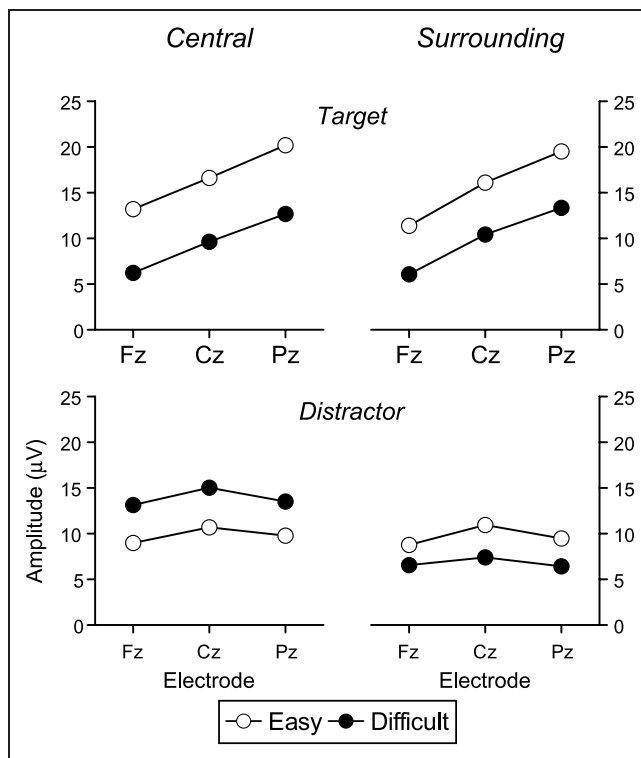 Central Surrounding
Target
25 25
20 20
15 15
10 10
5 5
0 0
Fz Cz Pz Fz Cz Pz
Distractor
25 25
20 20
15 15
10 10
5 5
0 0
Amplitude (μV)
Fz Cz Pz Fz Cz Pz
Electrode Electrode
Easy Difficult